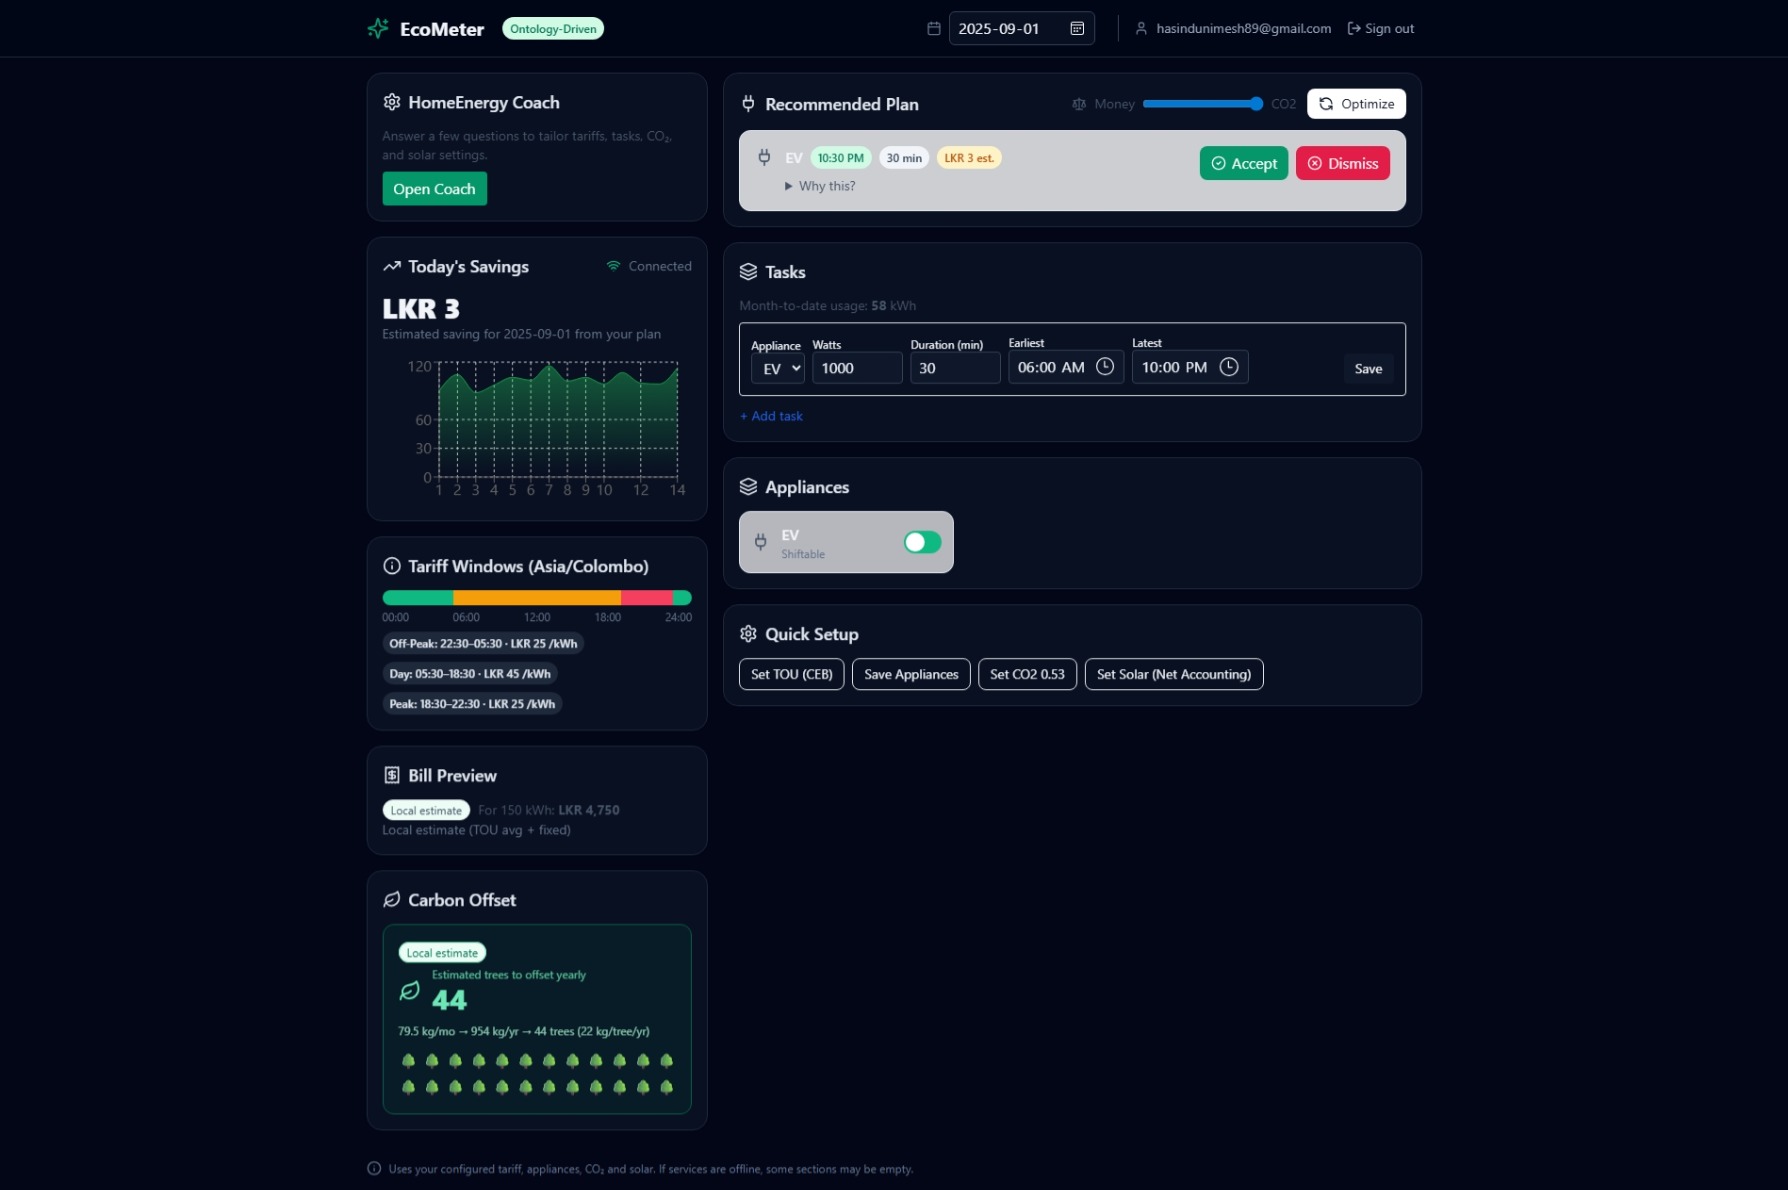 EcoMeter Ontology-Driven 2025-09-01 hasindunimesh89@gmail.com Sign out
HomeEnergy Coach
Answer a few questions to tailor tariffs, tasks, CO₂,
and solar settings.
Open Coach
Today's Savings Connected
LKR 3
Estimated saving for 2025-09-01 from your plan
120
60
30
0
1 2 3 4 5 6 7 8 9 10 12 14
Tariff Windows (Asia/Colombo)
00:00 06:00 12:00 18:00 24:00
Off-Peak: 22:30–05:30 · LKR 25 /kWh
Day: 05:30–18:30 · LKR 45 /kWh
Peak: 18:30–22:30 · LKR 25 /kWh
Bill Preview
Local estimate For 150 kWh: LKR 4,750
Local estimate (TOU avg + fixed)
Carbon Offset
Local estimate
Estimated trees to offset yearly
44
79.5 kg/mo → 954 kg/yr → 44 trees (22 kg/tree/yr)
Recommended Plan Money CO2 Optimize
EV 10:30 PM 30 min LKR 3 est. Accept Dismiss
Why this?
Tasks
Month-to-date usage: 58 kWh
Appliance Watts Duration (min) Earliest Latest
EV 1000 30 06:00 AM 10:00 PM Save
+ Add task
Appliances
EV
Shiftable
Quick Setup
Set TOU (CEB) Save Appliances Set CO2 0.53 Set Solar (Net Accounting)
Uses your configured tariff, appliances, CO₂ and solar. If services are offline, some sections may be empty.